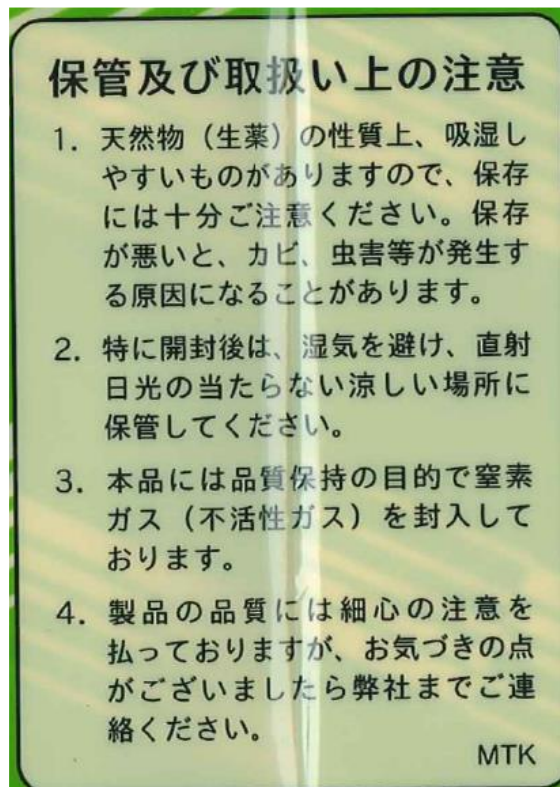 保管及び取扱い上の注意
1. 天然物（生薬）の性質上、吸湿し
やすいものがありますので、保存
には十分ご注意ください。保存
が悪いと、カビ、虫害等が発生す
る原因になることがあります。
2. 特に開封後は、湿気を避け、直射
日光の当たらない涼しい場所に
保管してください。
3. 本品には品質保持の目的で窒素
ガス（不活性ガス）を封入して
おります。
4. 製品の品質には細心の注意を
払っておりますが、お気づきの点
がございましたら弊社までご連
絡ください。
MTK